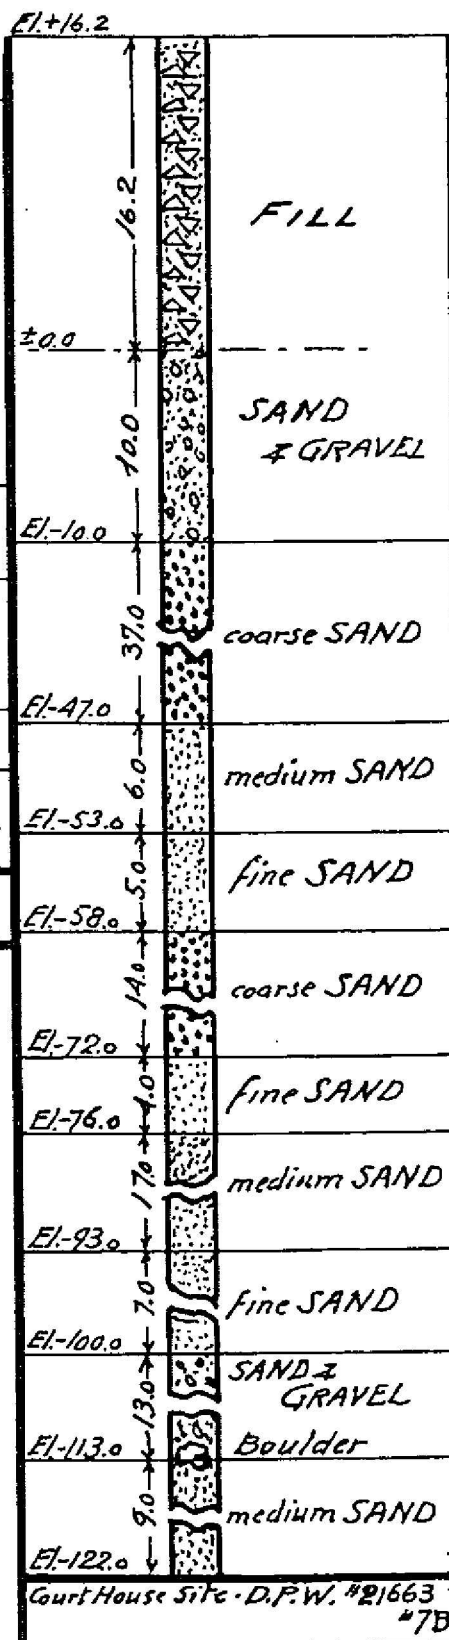 El.+16.2
16.2
FILL
±0.0
10.0
SAND
& GRAVEL
El.-10.0
37.0
coarse SAND
El.-47.0
6.0
medium SAND
El.-53.0
5.0
fine SAND
El.-58.0
14.0
coarse SAND
El.-72.0
4.0
fine SAND
El.-76.0
17.0
medium SAND
El.-93.0
7.0
fine SAND
El.-100.0
SAND &
GRAVEL
13.0
El.-113.0
Boulder
9.0
medium SAND
El.-122.0
Court House Site - D.P.W. #21663
#7B